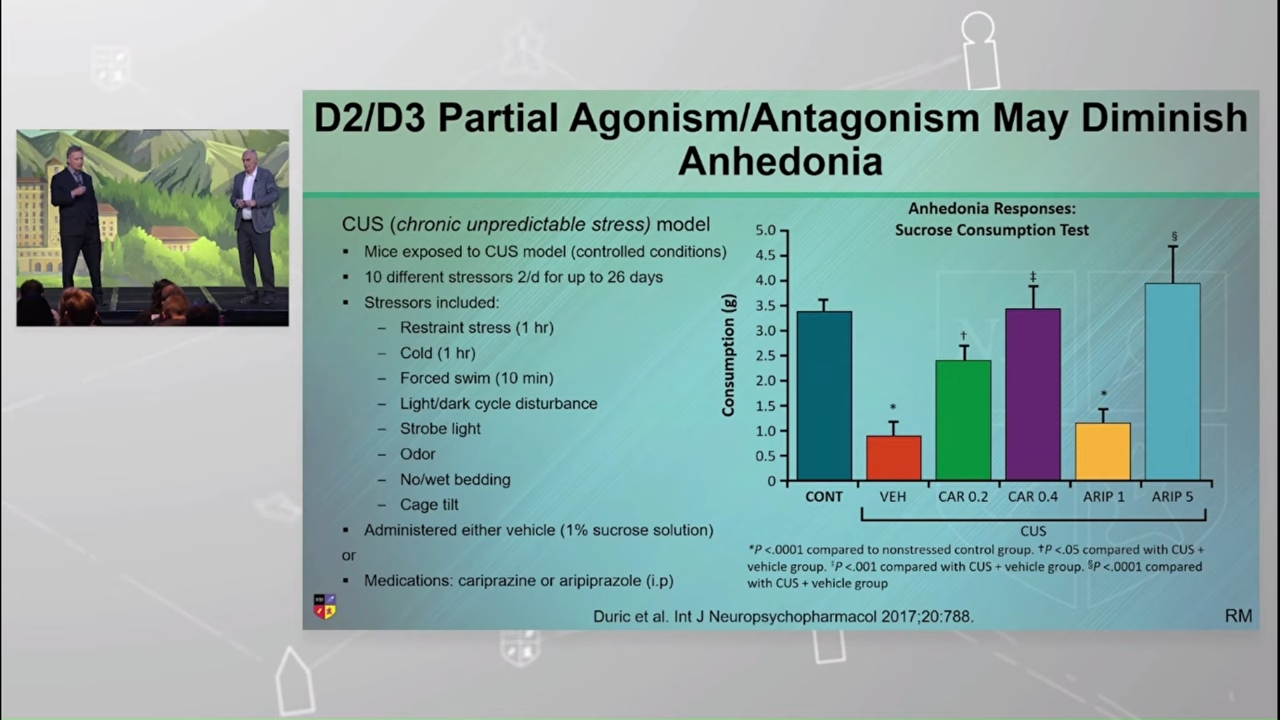 D2/D3 Partial Agonism/Antagonism May Diminish
Anhedonia
CUS (chronic unpredictable stress) model
▪ Mice exposed to CUS model (controlled conditions)
▪ 10 different stressors 2/d for up to 26 days
▪ Stressors included:
– Restraint stress (1 hr)
– Cold (1 hr)
– Forced swim (10 min)
– Light/dark cycle disturbance
– Strobe light
– Odor
– No/wet bedding
– Cage tilt
▪ Administered either vehicle (1% sucrose solution)
or
▪ Medications: cariprazine or aripiprazole (i.p)
Anhedonia Responses:
Sucrose Consumption Test
Consumption (g)
5.0
4.5
4.0
3.5
3.0
2.5
2.0
1.5
1.0
0.5
0
*
†
‡
*
§
CONT VEH CAR 0.2 CAR 0.4 ARIP 1 ARIP 5
CUS
*P <.0001 compared to nonstressed control group. †P <.05 compared with CUS +
vehicle group. ‡P <.001 compared with CUS + vehicle group. §P <.0001 compared
with CUS + vehicle group
Duric et al. Int J Neuropsychopharmacol 2017;20:788.
RM